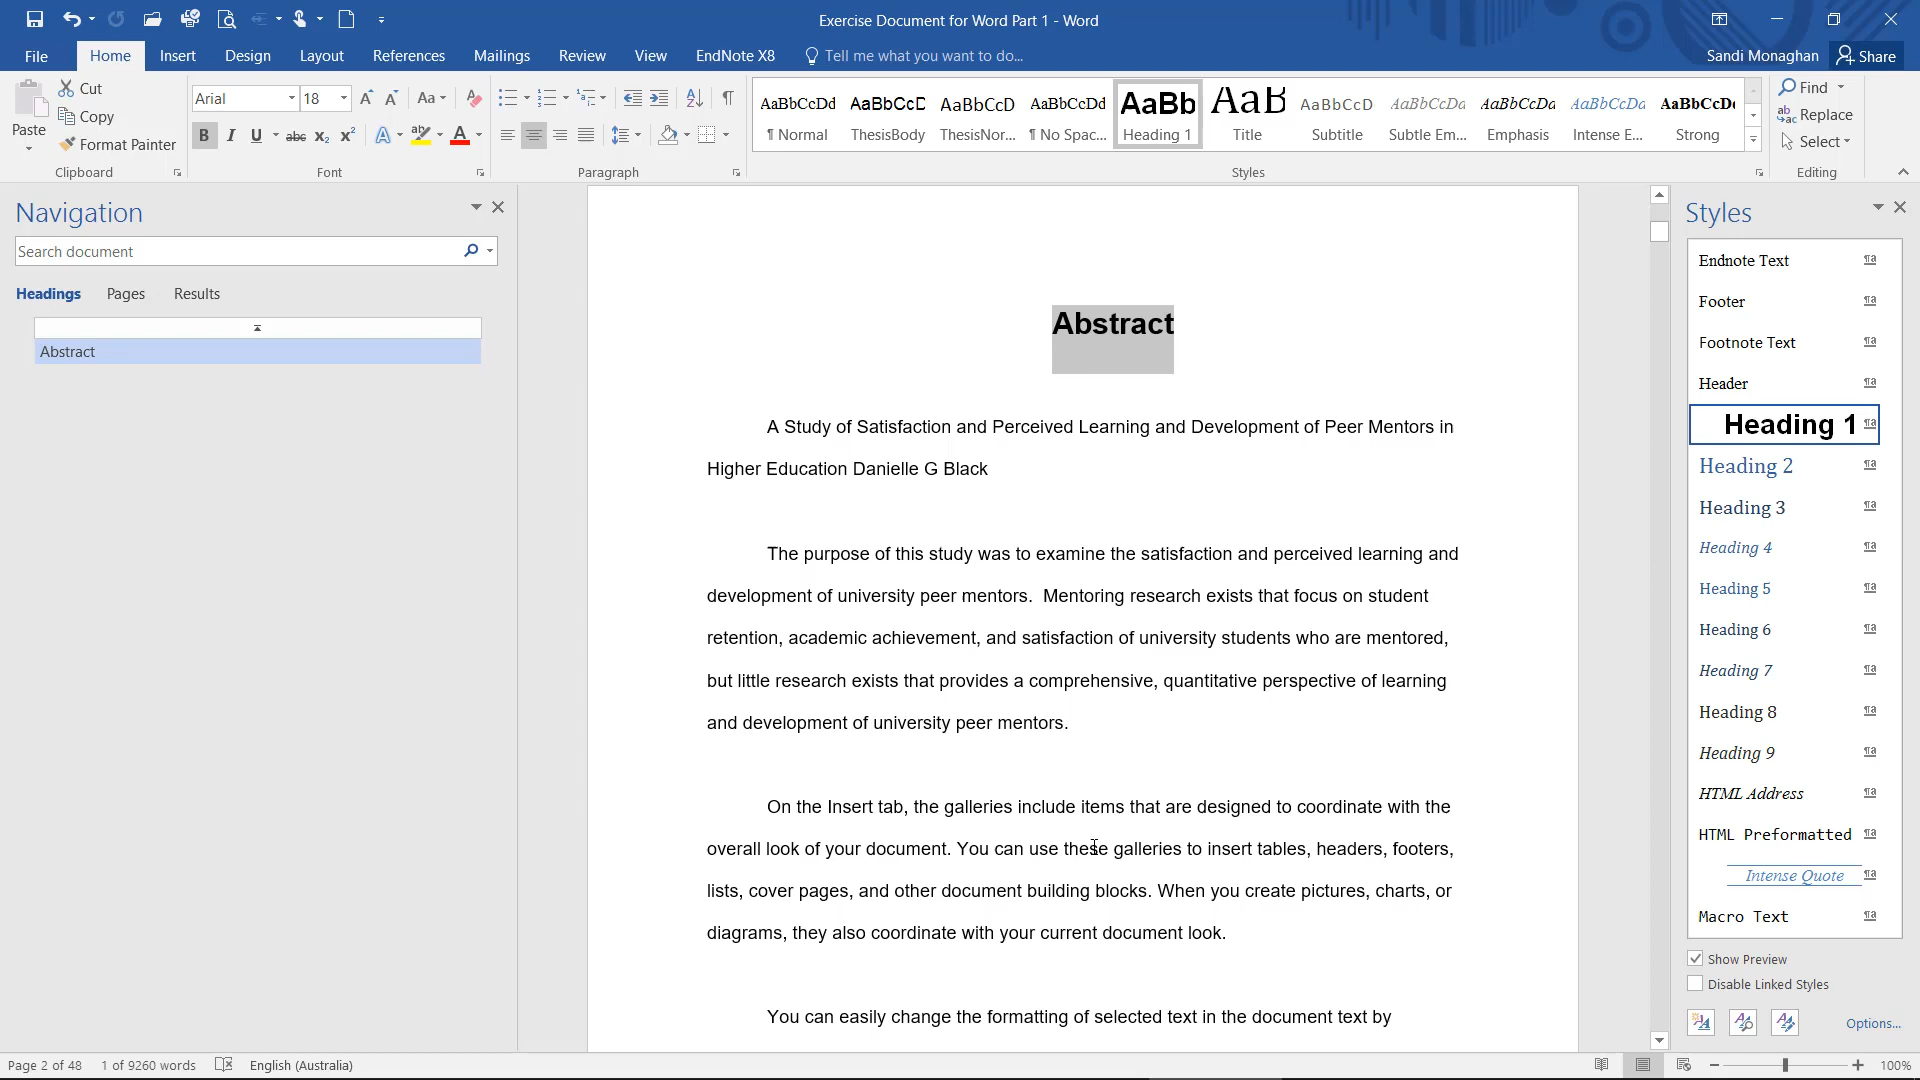 Exercise Document for Word Part 1 - Word
File Home Insert Design Layout References Mailings Review View EndNote X8 Tell me what you want to do... Sandi Monaghan Share
Paste
Cut
Copy
Format Painter
Clipboard
Arial 18 Aa
B I U abc X₂ X² A ab A
Font
Paragraph
AaBbCcDd AaBbCcC AaBbCcD AaBbCcDd AaBb AaB AaBbCcD AaBbCcDd AaBbCcDd AaBbCcDd AaBbCcDc
¶ Normal ThesisBody ThesisNor... ¶ No Spac... Heading 1 Title Subtitle Subtle Em... Emphasis Intense E... Strong
Styles
Find
Replace
Select
Editing
Navigation
Search document
Headings Pages Results
Abstract
Abstract
A Study of Satisfaction and Perceived Learning and Development of Peer Mentors in
Higher Education Danielle G Black
The purpose of this study was to examine the satisfaction and perceived learning and
development of university peer mentors.  Mentoring research exists that focus on student
retention, academic achievement, and satisfaction of university students who are mentored,
but little research exists that provides a comprehensive, quantitative perspective of learning
and development of university peer mentors.
On the Insert tab, the galleries include items that are designed to coordinate with the
overall look of your document. You can use these galleries to insert tables, headers, footers,
lists, cover pages, and other document building blocks. When you create pictures, charts, or
diagrams, they also coordinate with your current document look.
You can easily change the formatting of selected text in the document text by
Styles
Endnote Text ¶a
Footer ¶a
Footnote Text ¶a
Header ¶a
Heading 1 ¶a
Heading 2 ¶a
Heading 3 ¶a
Heading 4 ¶a
Heading 5 ¶a
Heading 6 ¶a
Heading 7 ¶a
Heading 8 ¶a
Heading 9 ¶a
HTML Address ¶a
HTML Preformatted ¶a
Intense Quote ¶a
Macro Text ¶a
Show Preview
Disable Linked Styles
Options...
Page 2 of 48 1 of 9260 words English (Australia) 100%